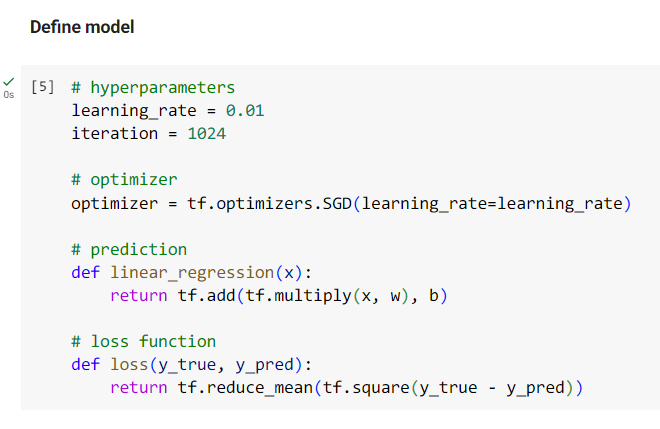 Define model
0s
[5]
# hyperparameters
learning_rate = 0.01
iteration = 1024
# optimizer
optimizer = tf.optimizers.SGD(learning_rate=learning_rate)
# prediction
def linear_regression(x):
    return tf.add(tf.multiply(x, w), b)
# loss function
def loss(y_true, y_pred):
    return tf.reduce_mean(tf.square(y_true - y_pred))